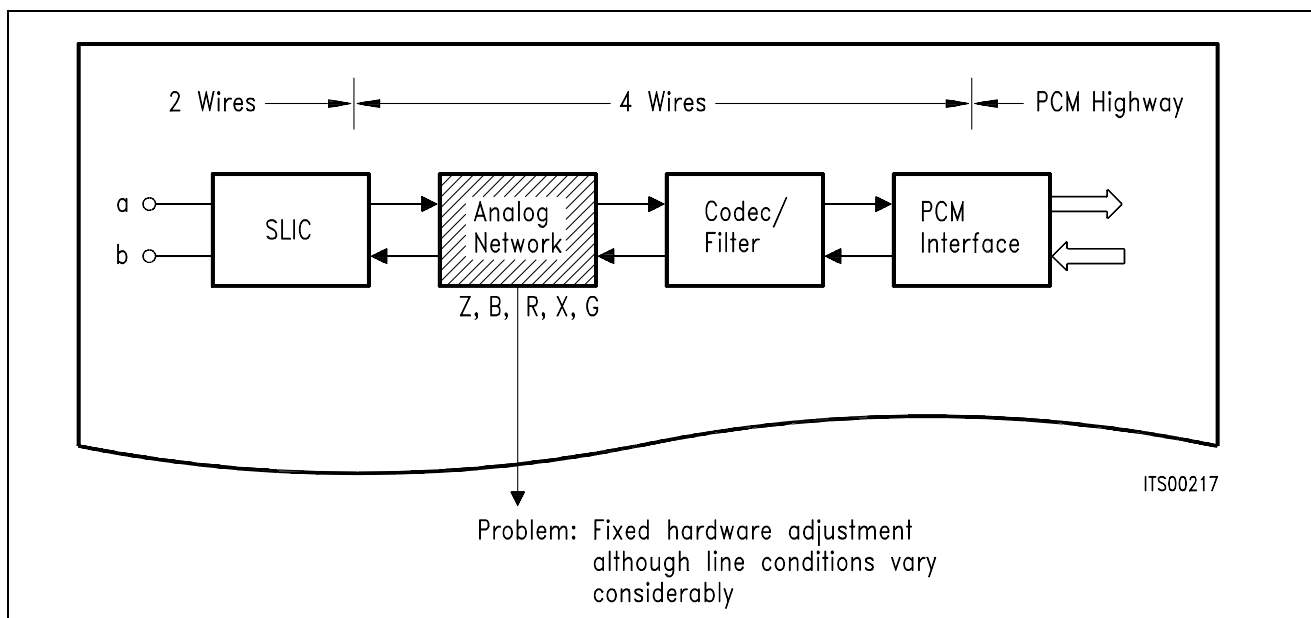 2 Wires
4 Wires
PCM Highway
a
b
SLIC
Analog
Network
Codec/
Filter
PCM
Interface
Z, B, R, X, G
ITS00217
Problem: Fixed hardware adjustment
although line conditions vary
considerably